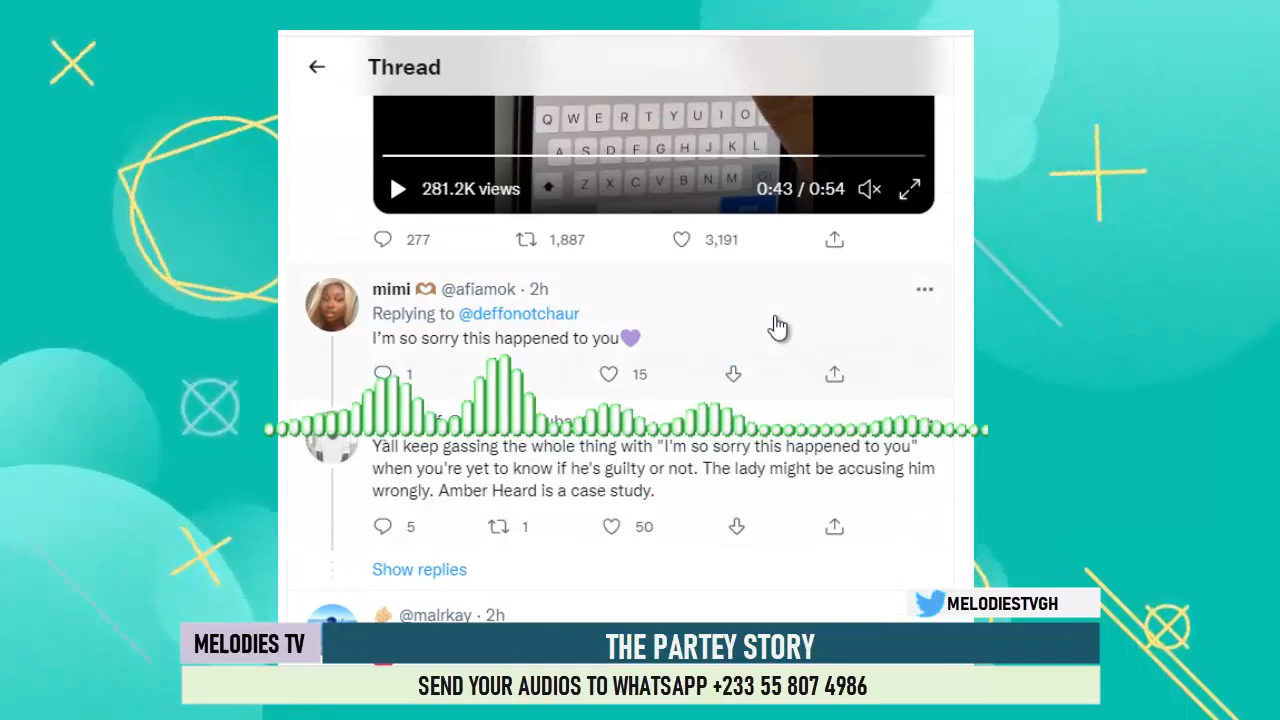 Thread
Q W E R T Y U I O
A S D F G H J K L
Z X C V B N M
281.2K views
0:43 / 0:54
277
1,887
3,191
mimi @afiamok · 2h
Replying to @deffonotchaur
I'm so sorry this happened to you
1
15
Yàll keep gassing the whole thing with "I'm so sorry this happened to you"
when you're yet to know if he's guilty or not. The lady might be accusing him
wrongly. Amber Heard is a case study.
5
1
50
Show replies
@malrkay · 2h
MELODIESTVGH
MELODIES TV
THE PARTEY STORY
SEND YOUR AUDIOS TO WHATSAPP +233 55 807 4986